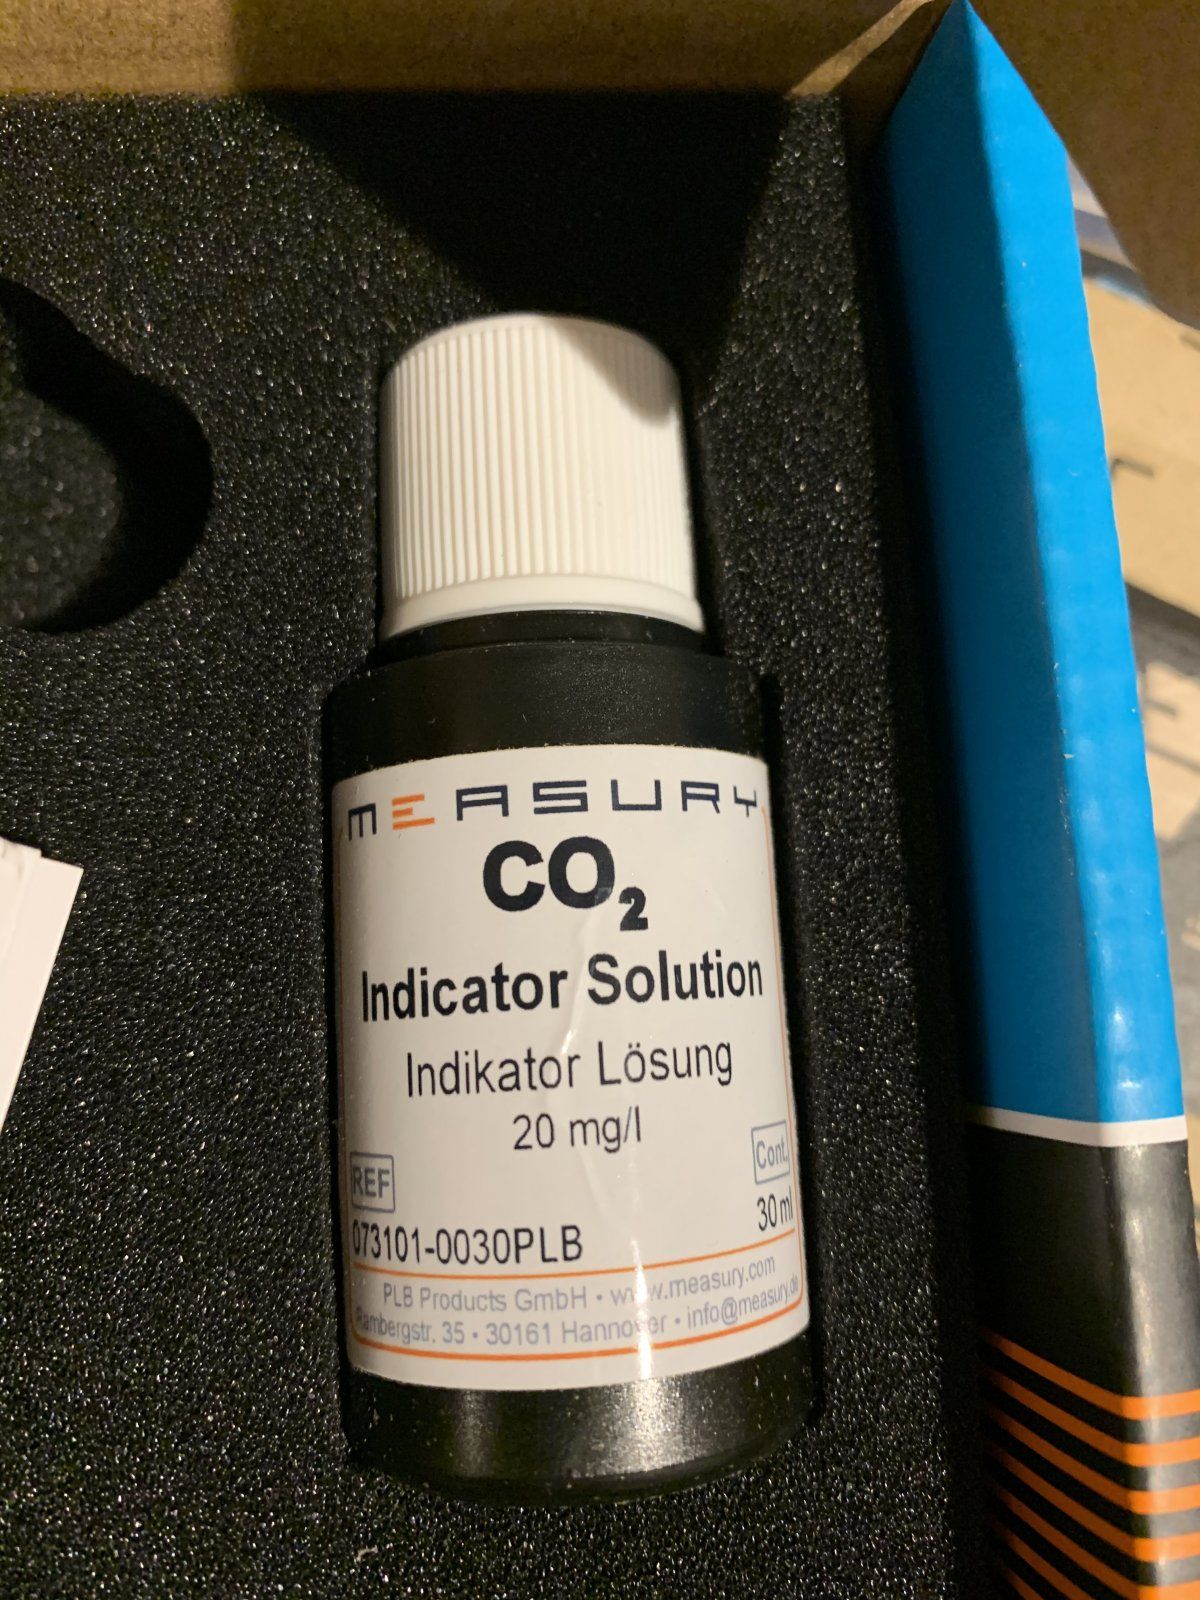 MEASURY
CO₂
Indicator Solution
Indikator Lösung
20 mg/l
REF
Cont.
073101-0030PLB
30 ml
PLB Products GmbH • www.measury.com
Rambergstr. 35 • 30161 Hannover • info@measury.de